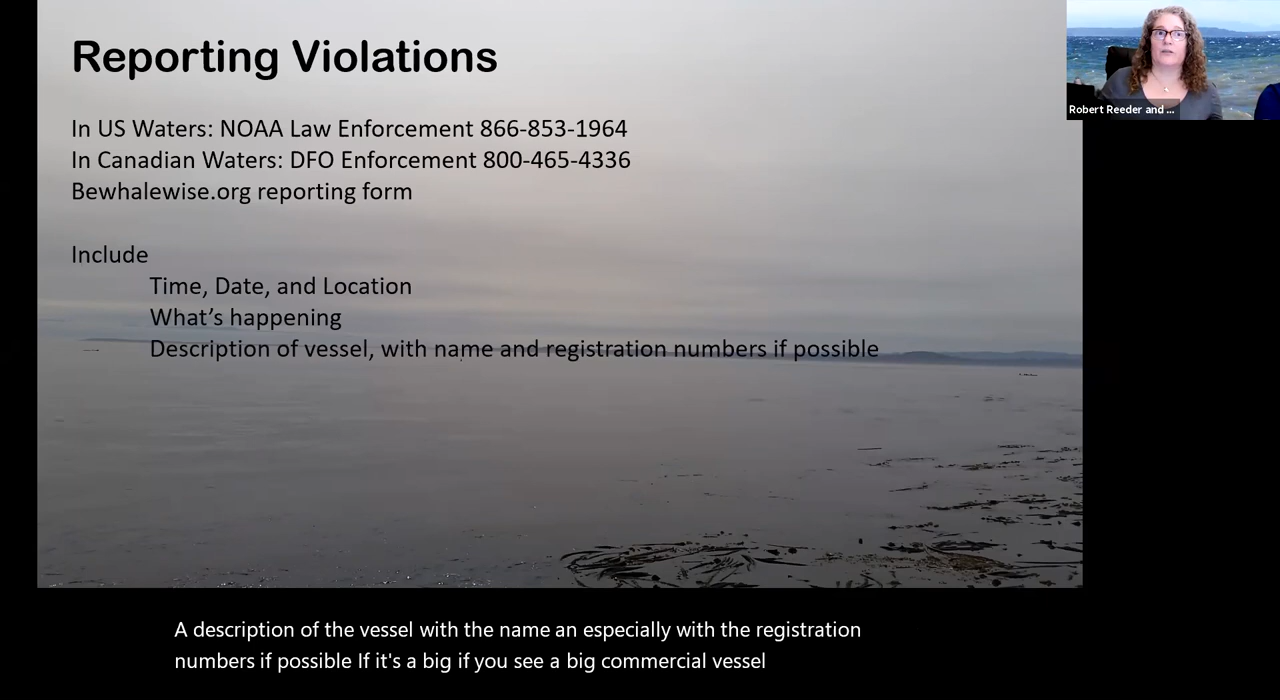 Reporting Violations
In US Waters: NOAA Law Enforcement 866-853-1964
In Canadian Waters: DFO Enforcement 800-465-4336
Bewhalewise.org reporting form
Include
Time, Date, and Location
What’s happening
Description of vessel, with name and registration numbers if possible
Robert Reeder and ...
A description of the vessel with the name an especially with the registration
numbers if possible If it's a big if you see a big commercial vessel